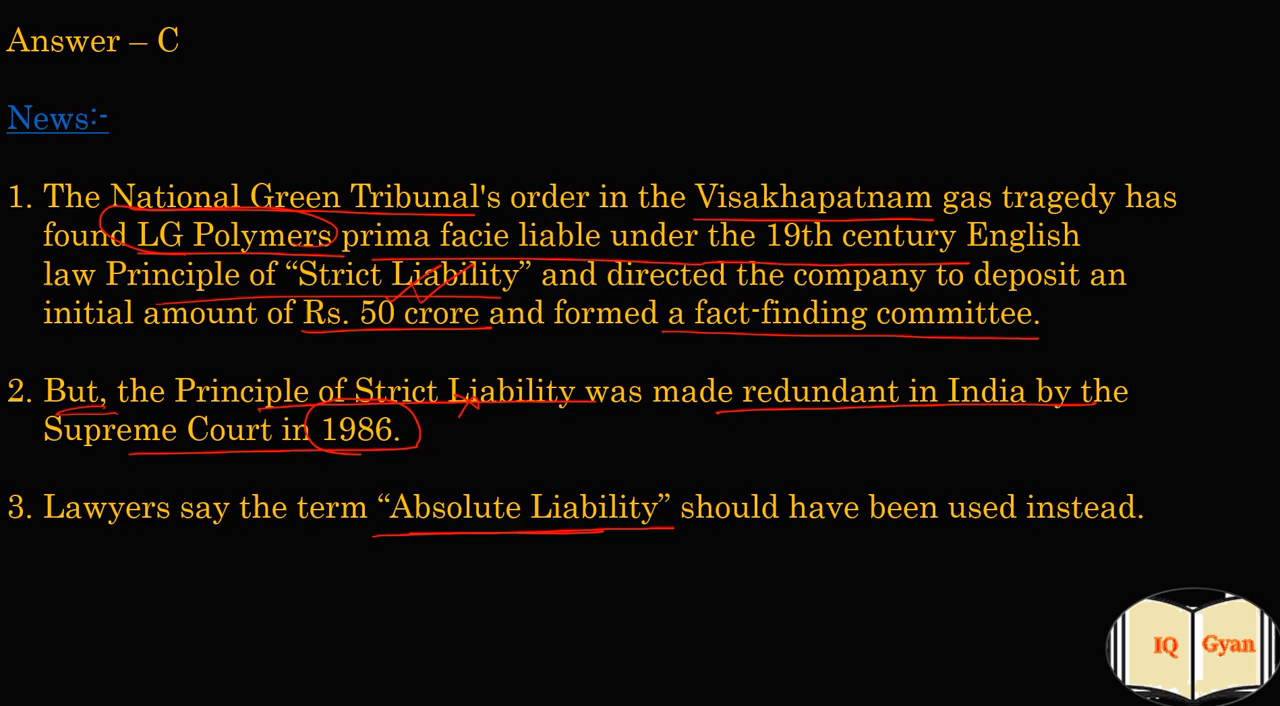 Answer – C
News:-
1. The National Green Tribunal's order in the Visakhapatnam gas tragedy has
found LG Polymers prima facie liable under the 19th century English
law Principle of “Strict Liability” and directed the company to deposit an
initial amount of Rs. 50 crore and formed a fact-finding committee.
2. But, the Principle of Strict Liability was made redundant in India by the
Supreme Court in 1986.
3. Lawyers say the term “Absolute Liability” should have been used instead.
IQ Gyan